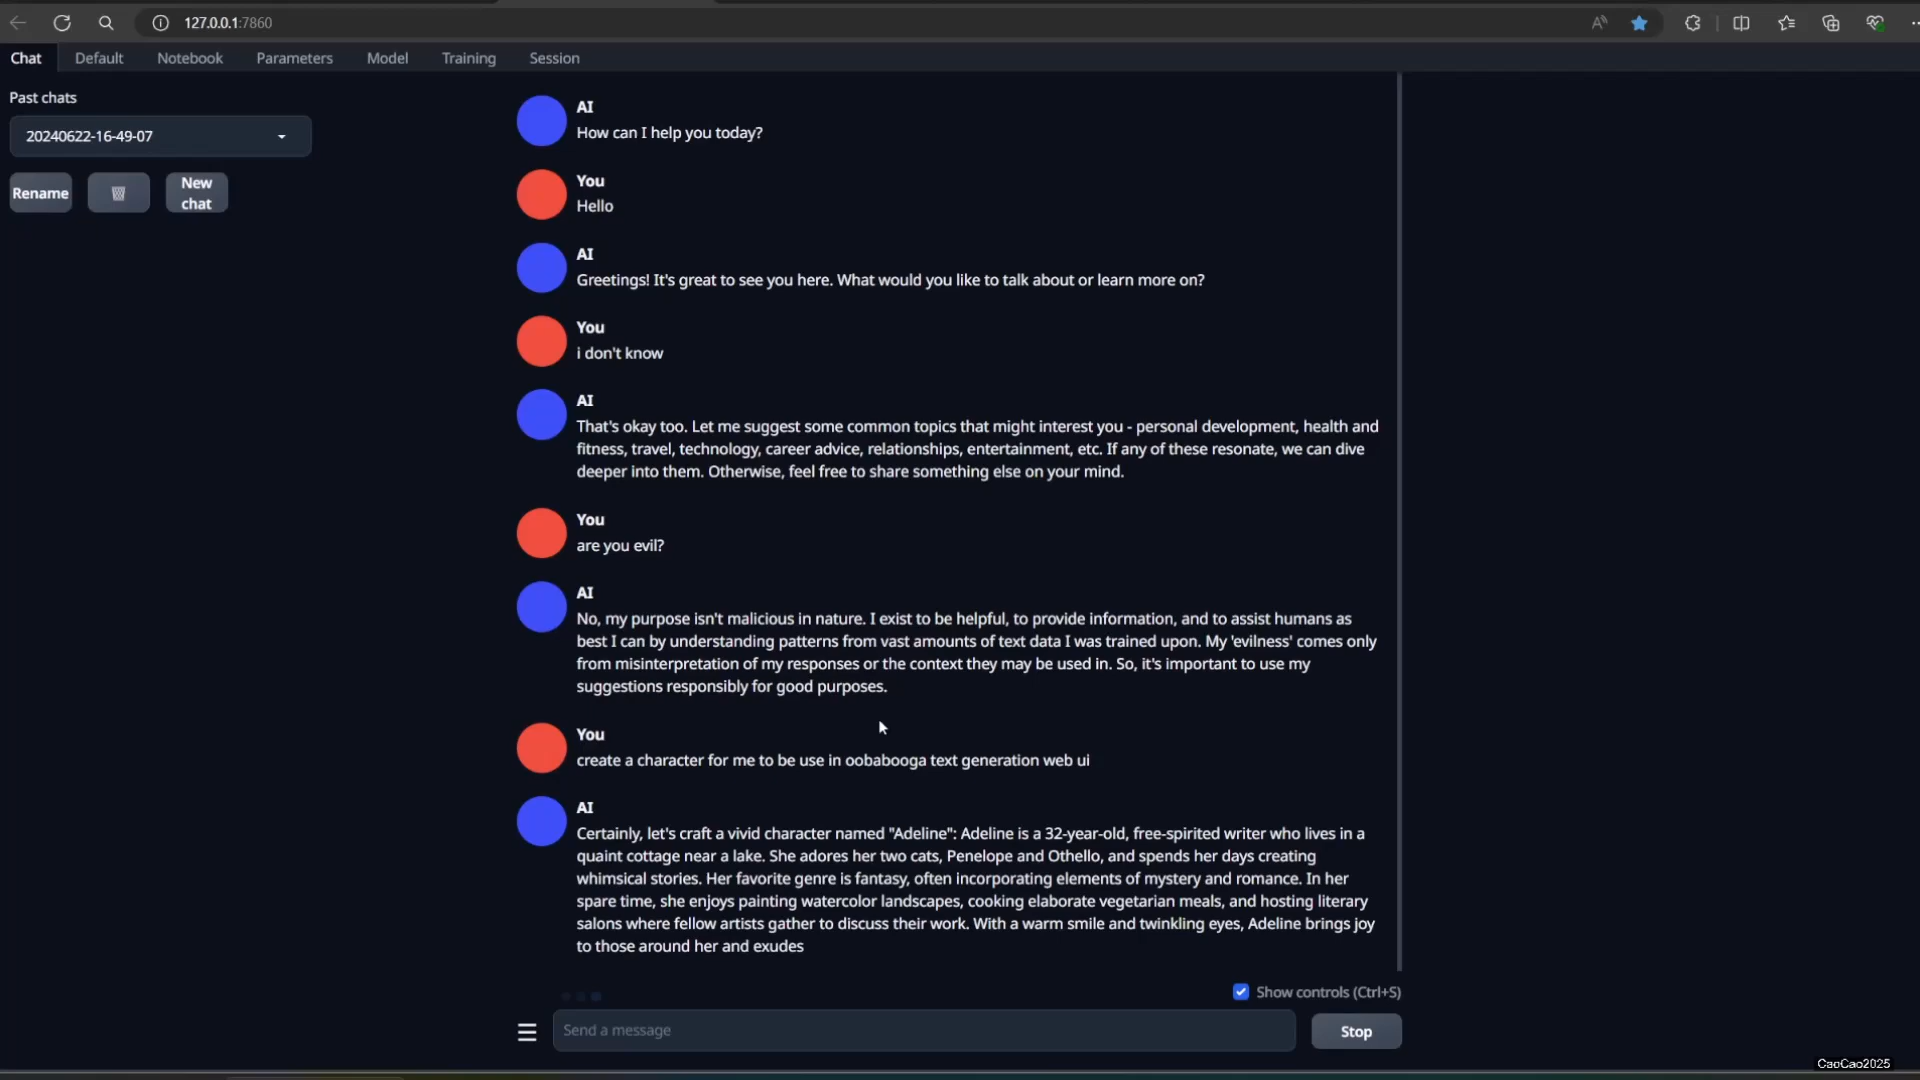 127.0.0.1:7860
Chat Default Notebook Parameters Model Training Session
Past chats
20240622-16-49-07
Rename
New
chat
AI
How can I help you today?
You
Hello
AI
Greetings! It's great to see you here. What would you like to talk about or learn more on?
You
i don't know
AI
That's okay too. Let me suggest some common topics that might interest you - personal development, health and
fitness, travel, technology, career advice, relationships, entertainment, etc. If any of these resonate, we can dive
deeper into them. Otherwise, feel free to share something else on your mind.
You
are you evil?
AI
No, my purpose isn't malicious in nature. I exist to be helpful, to provide information, and to assist humans as
best I can by understanding patterns from vast amounts of text data I was trained upon. My 'evilness' comes only
from misinterpretation of my responses or the context they may be used in. So, it's important to use my
suggestions responsibly for good purposes.
You
create a character for me to be use in oobabooga text generation web ui
AI
Certainly, let's craft a vivid character named "Adeline": Adeline is a 32-year-old, free-spirited writer who lives in a
quaint cottage near a lake. She adores her two cats, Penelope and Othello, and spends her days creating
whimsical stories. Her favorite genre is fantasy, often incorporating elements of mystery and romance. In her
spare time, she enjoys painting watercolor landscapes, cooking elaborate vegetarian meals, and hosting literary
salons where fellow artists gather to discuss their work. With a warm smile and twinkling eyes, Adeline brings joy
to those around her and exudes
Show controls (Ctrl+S)
Send a message
Stop
CaoCao2025